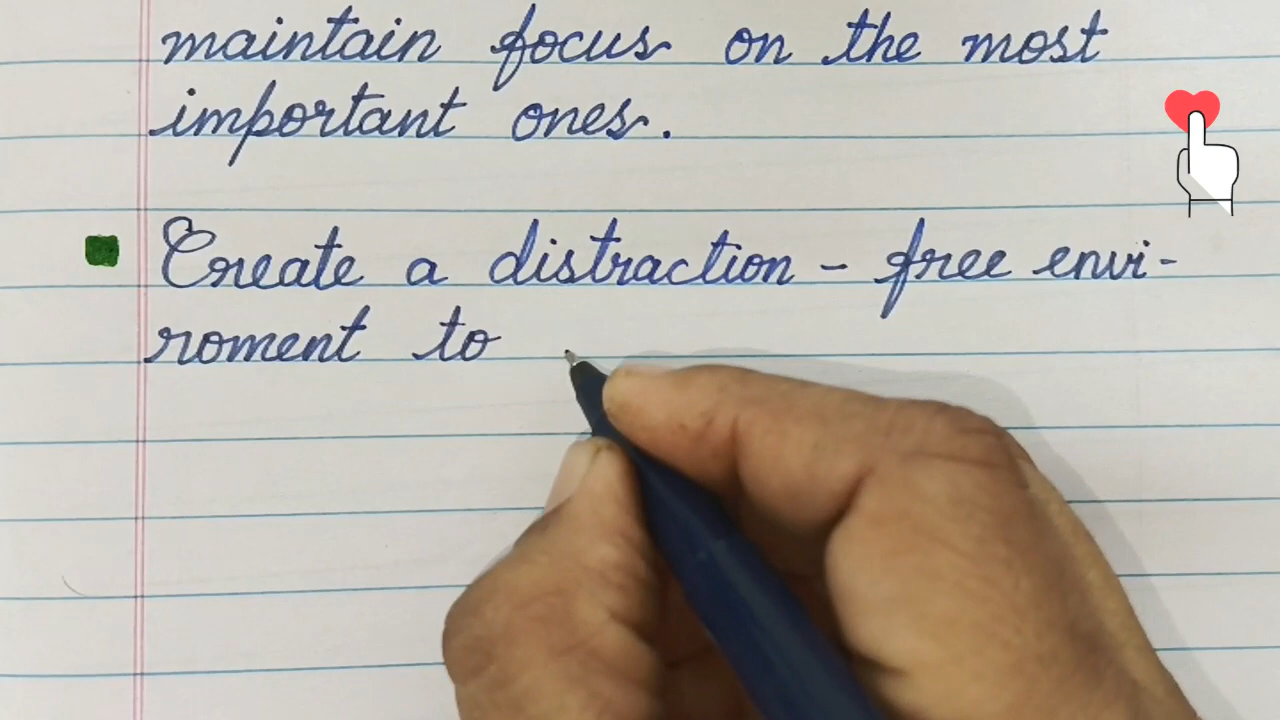 maintain focus on the most
important ones.
Create a distraction - free envi-
roment to